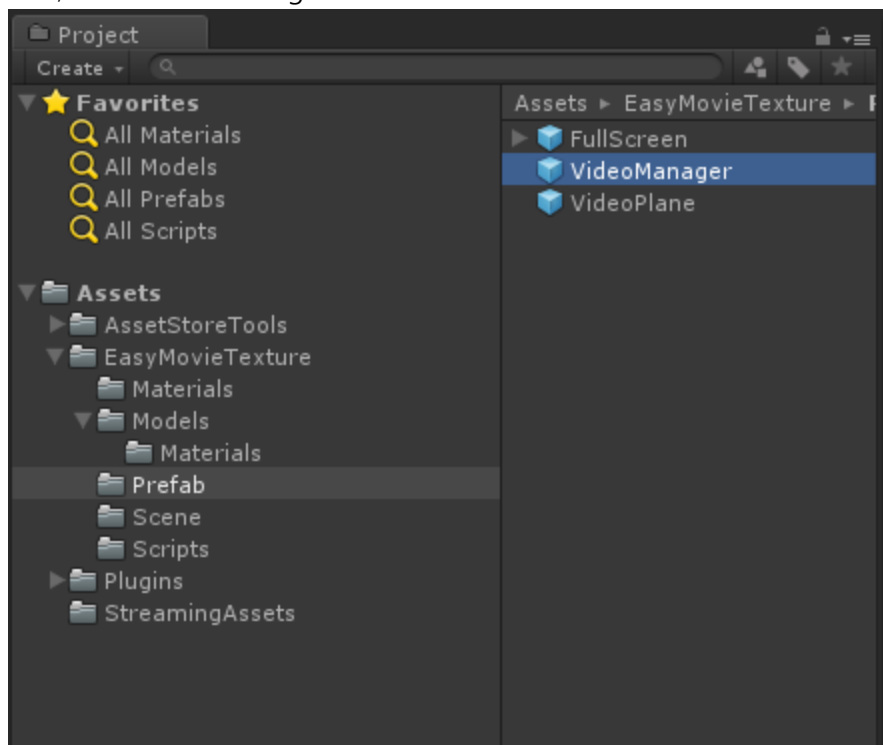 Project
Create
Favorites
All Materials
All Models
All Prefabs
All Scripts
Assets
AssetStoreTools
EasyMovieTexture
Materials
Models
Materials
Prefab
Scene
Scripts
Plugins
StreamingAssets
Assets ▸ EasyMovieTexture ▸
FullScreen
VideoManager
VideoPlane